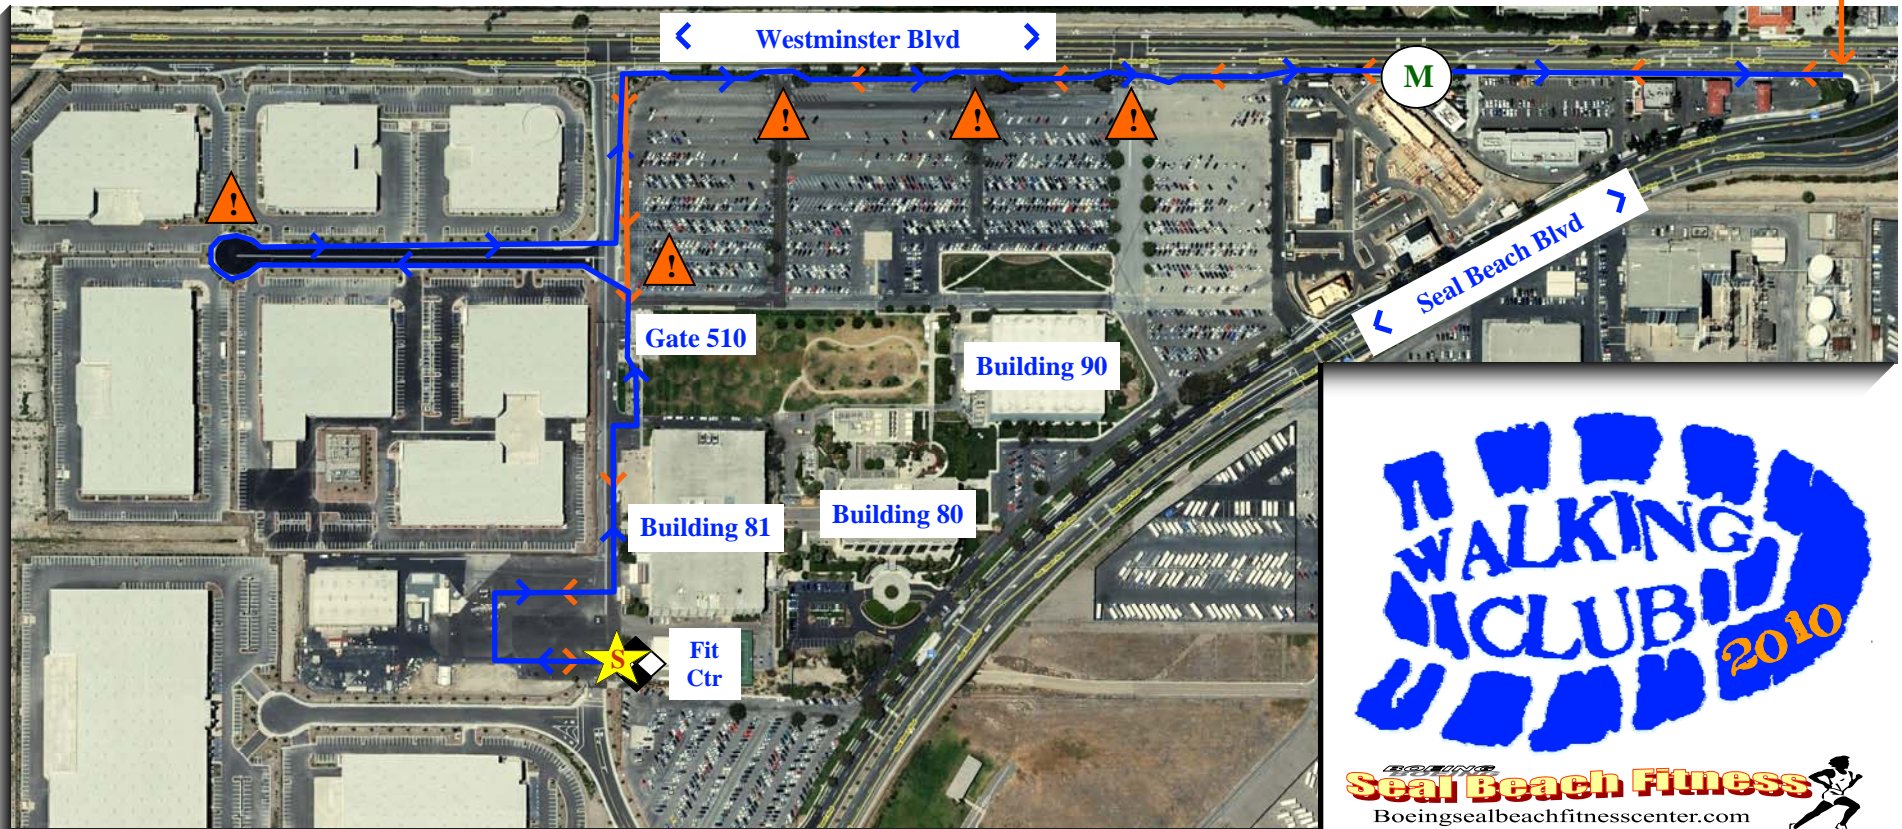 Westminster Blvd
M
!
!
!
!
!
Seal Beach Blvd
Gate 510
Building 90
Building 81
Building 80
S
Fit
Ctr
WALKING
CLUB
2010
BOEING
Seal Beach Fitness
Boeingsealbeachfitnesscenter.com